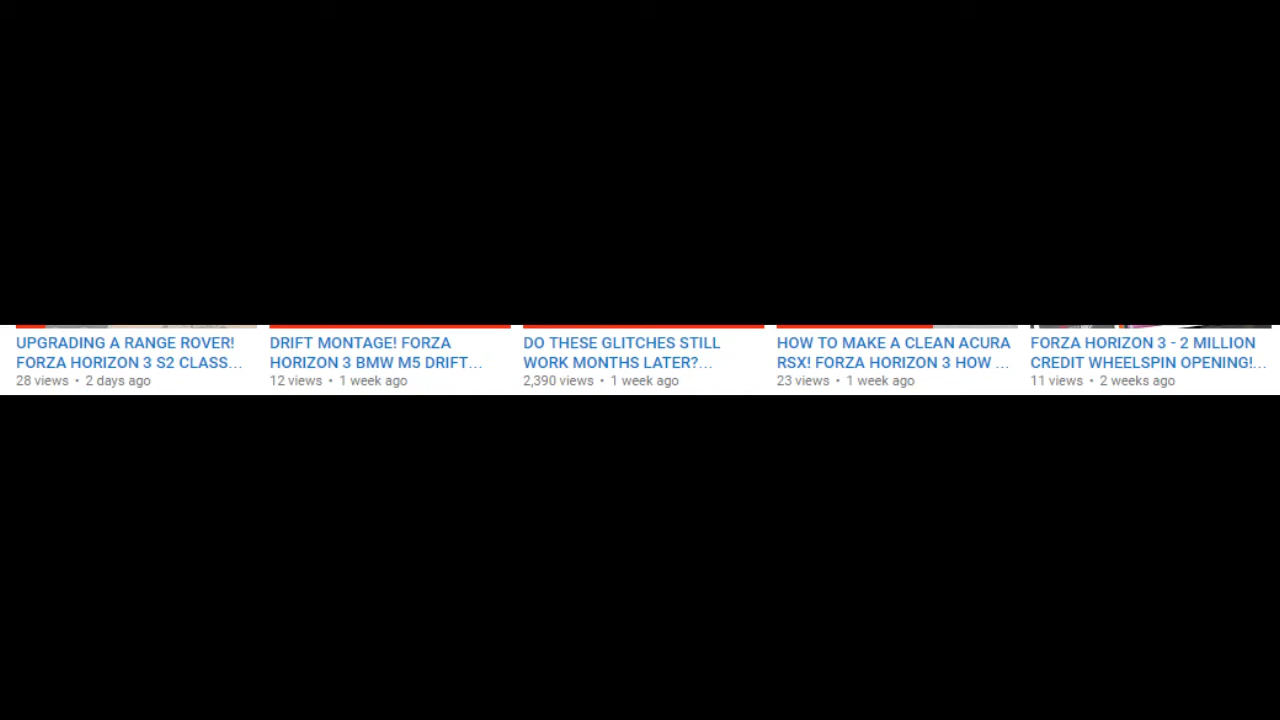 UPGRADING A RANGE ROVER!
FORZA HORIZON 3 S2 CLASS...
28 views • 2 days ago
DRIFT MONTAGE! FORZA
HORIZON 3 BMW M5 DRIFT...
12 views • 1 week ago
DO THESE GLITCHES STILL
WORK MONTHS LATER?...
2,390 views • 1 week ago
HOW TO MAKE A CLEAN ACURA
RSX! FORZA HORIZON 3 HOW ...
23 views • 1 week ago
FORZA HORIZON 3 - 2 MILLION
CREDIT WHEELSPIN OPENING!...
11 views • 2 weeks ago